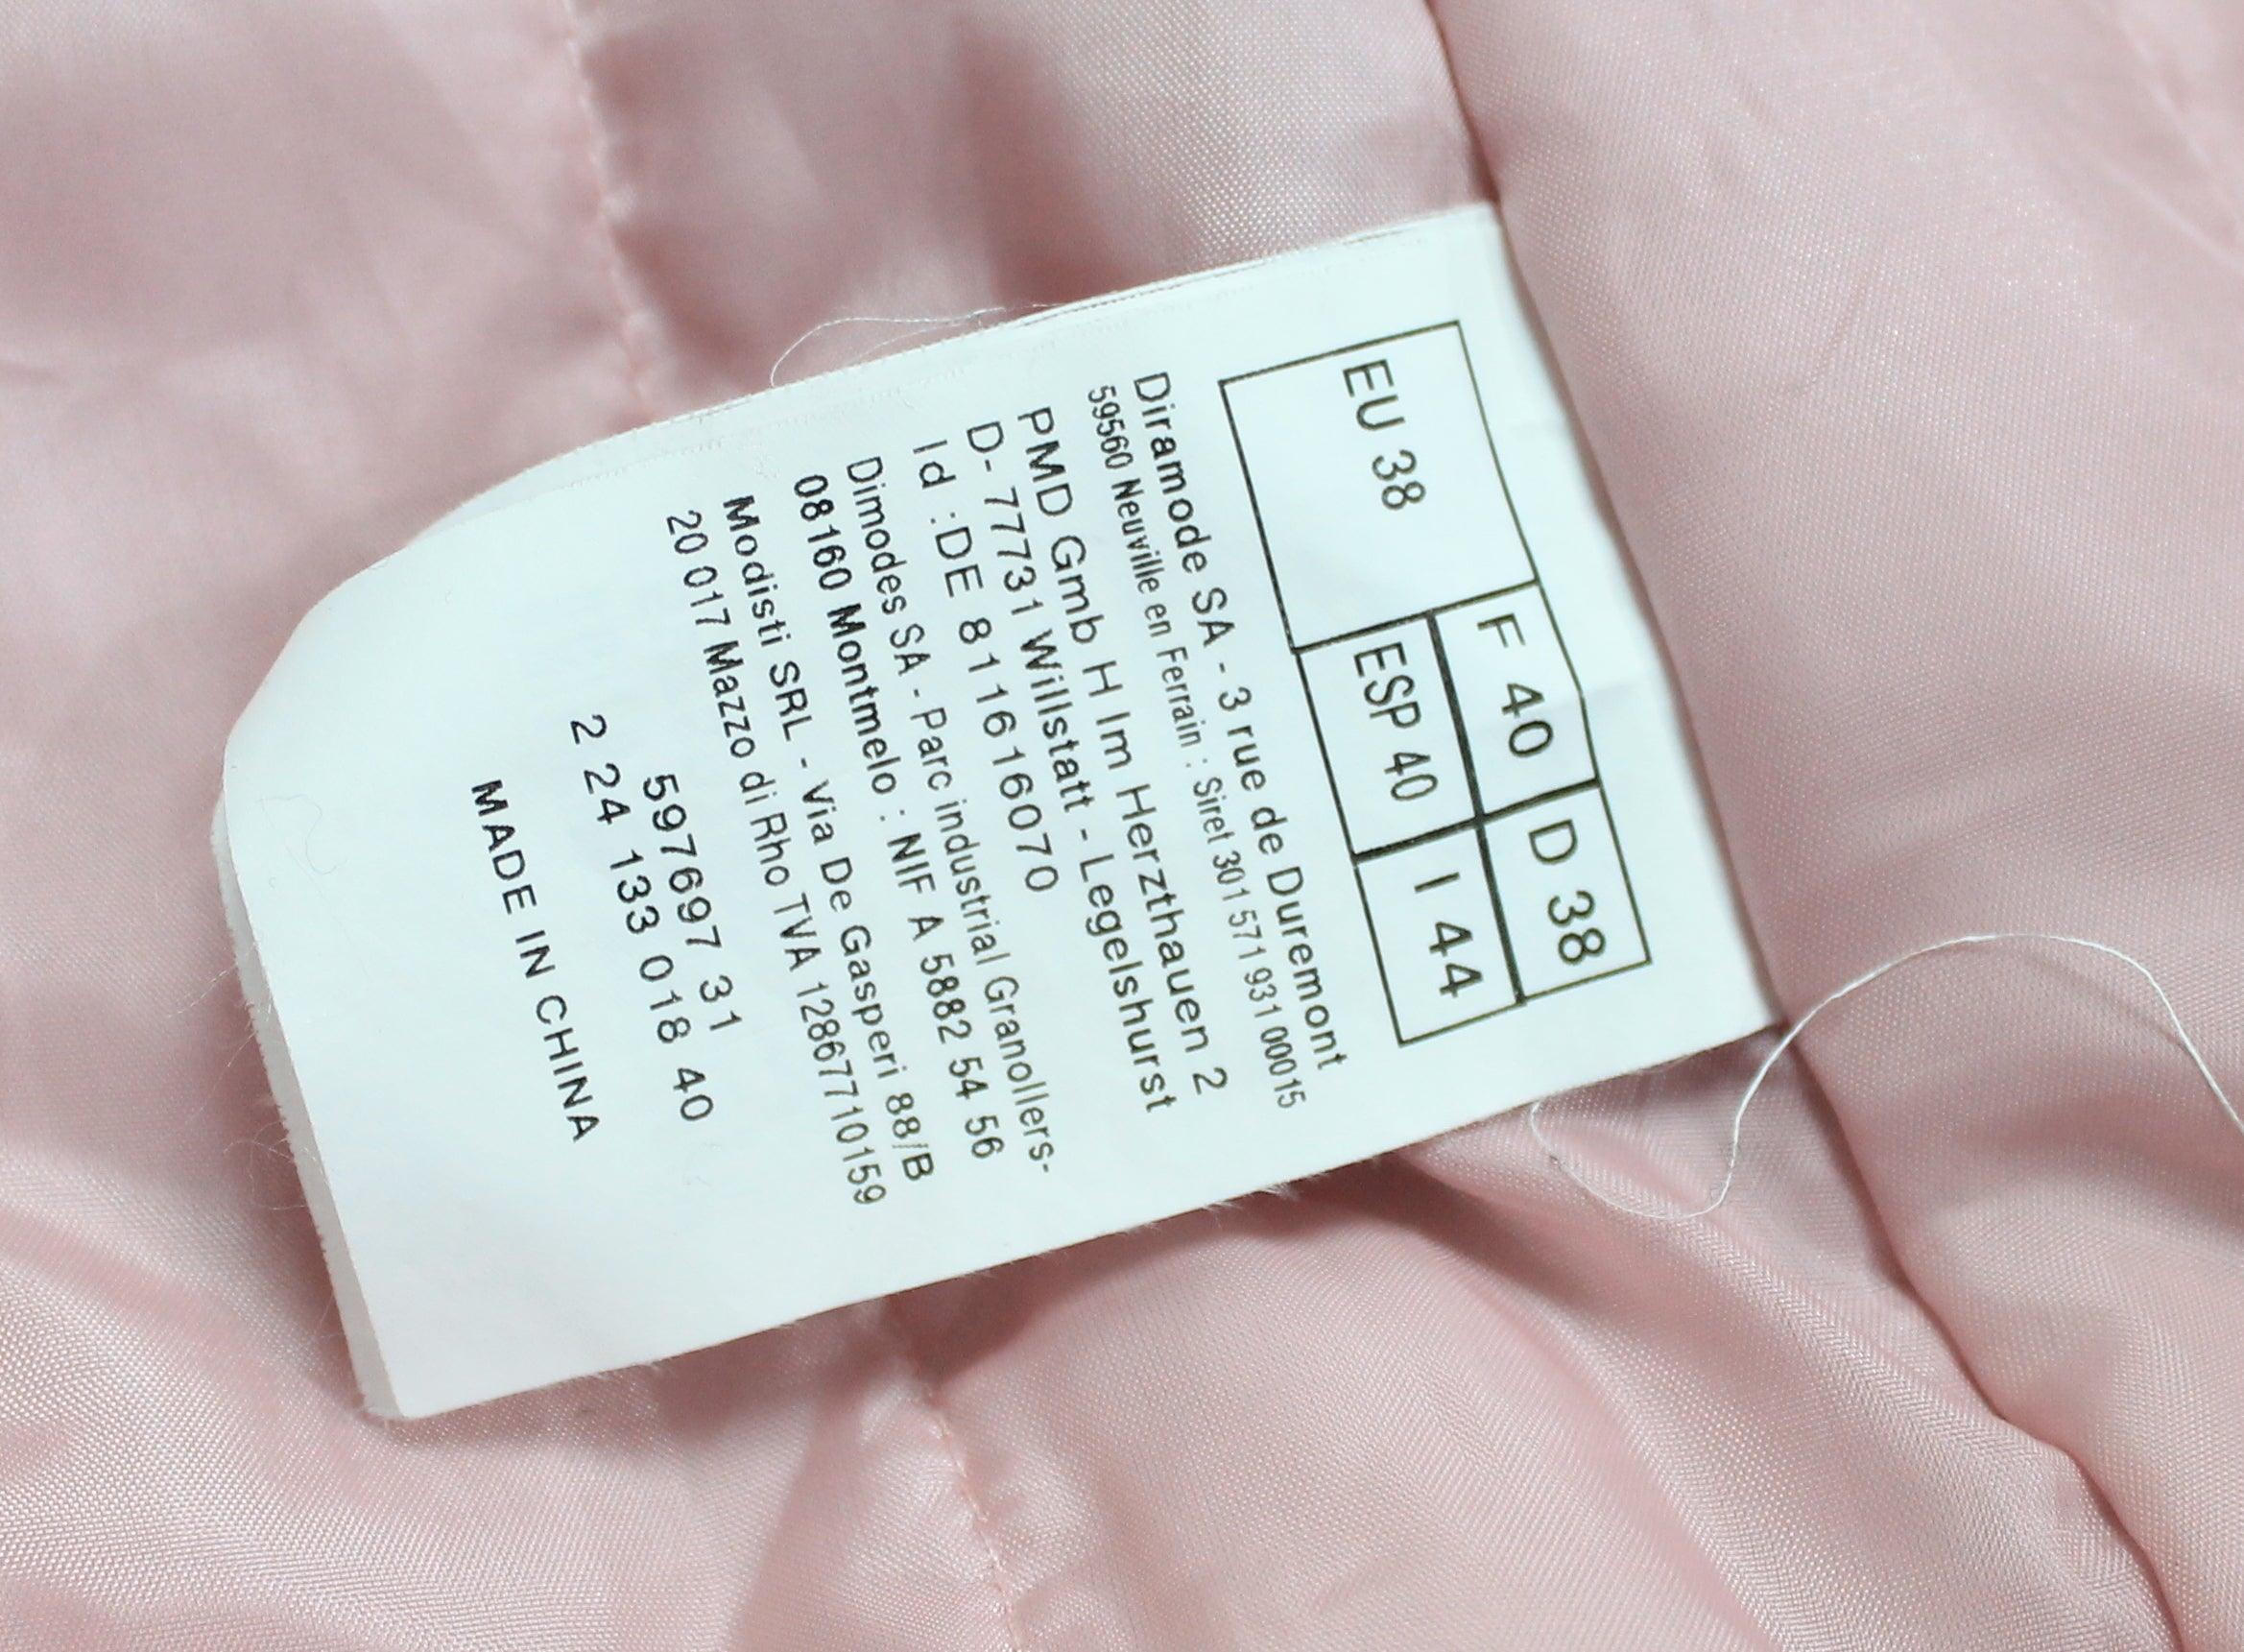 EU 38 F 40 D 38
ESP 40 I 44
Diramode SA - 3 rue de Duremont
59560 Neuville en Ferrain : Siret 301 571 931 00015
PMD Gmb H Im Herzthauen 2
D- 77731 Willstatt - Legelshurst
Id :DE 811616070
Dimodes SA - Parc industrial Granollers-
08160 Montmelo : NIF A 5882 54 56
Modisti SRL - Via De Gasperi 88/B
20 017 Mazzo di Rho TVA 12867710159
597697 31
2 24 133 018 40
MADE IN CHINA